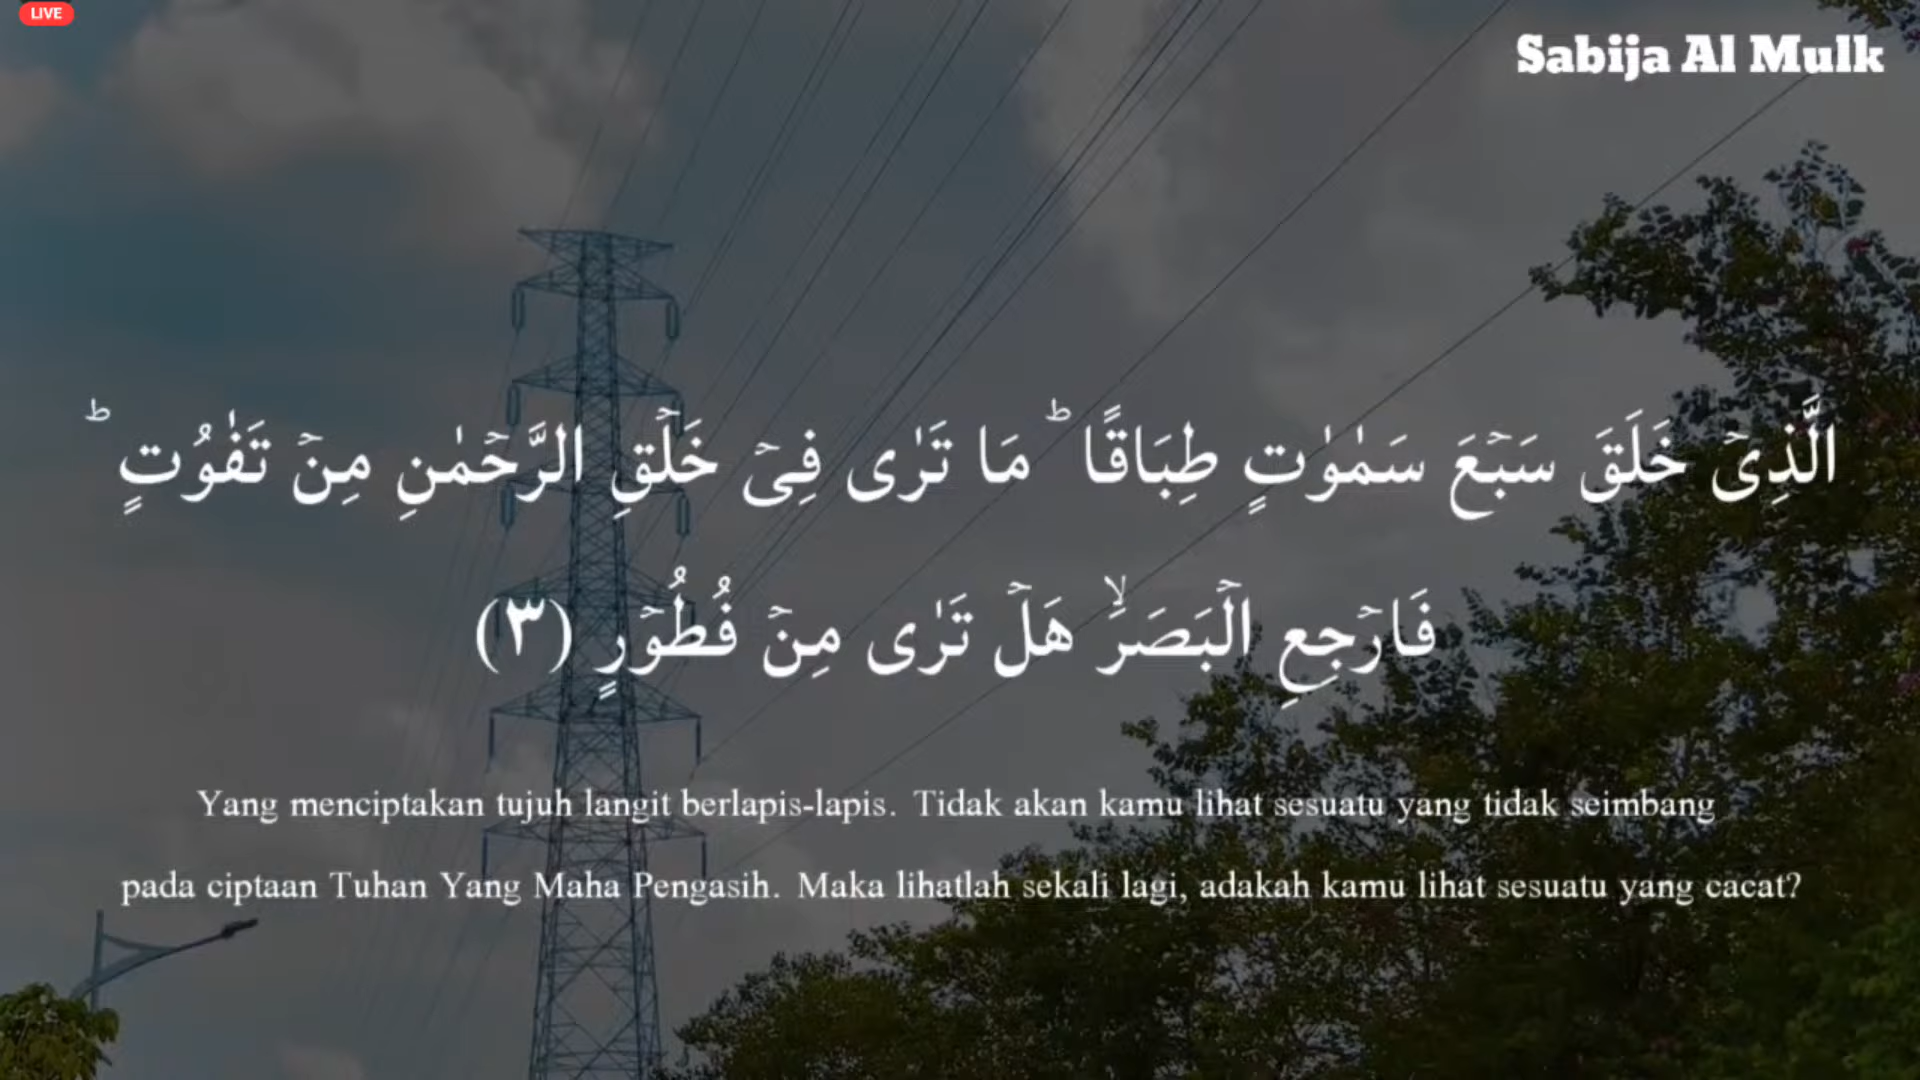 LIVE
Sabija Al Mulk
الَّذِيۡ خَلَقَ سَبۡعَ سَمٰوٰتٍ طِبَاقًا ؕ مَا تَرٰى فِىۡ خَلۡقِ الرَّحۡمٰنِ مِنۡ تَفٰوُتٍ ؕ
فَارۡجِعِ الۡبَصَرَۙ هَلۡ تَرٰى مِنۡ فُطُوۡرٍ (٣)
Yang menciptakan tujuh langit berlapis-lapis. Tidak akan kamu lihat sesuatu yang tidak seimbang
pada ciptaan Tuhan Yang Maha Pengasih. Maka lihatlah sekali lagi, adakah kamu lihat sesuatu yang cacat?